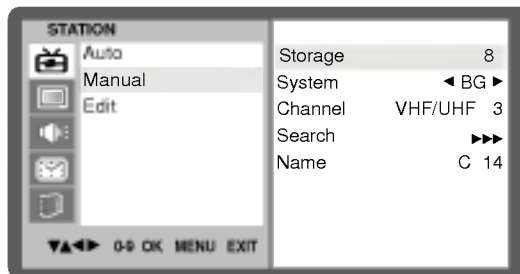 STATION
Auto
Manual
Edit
Storage 8
System ◄ BG ►
Channel VHF/UHF 3
Search ►►►
Name C 14
▼▲◄► 0-9 OK MENU EXIT